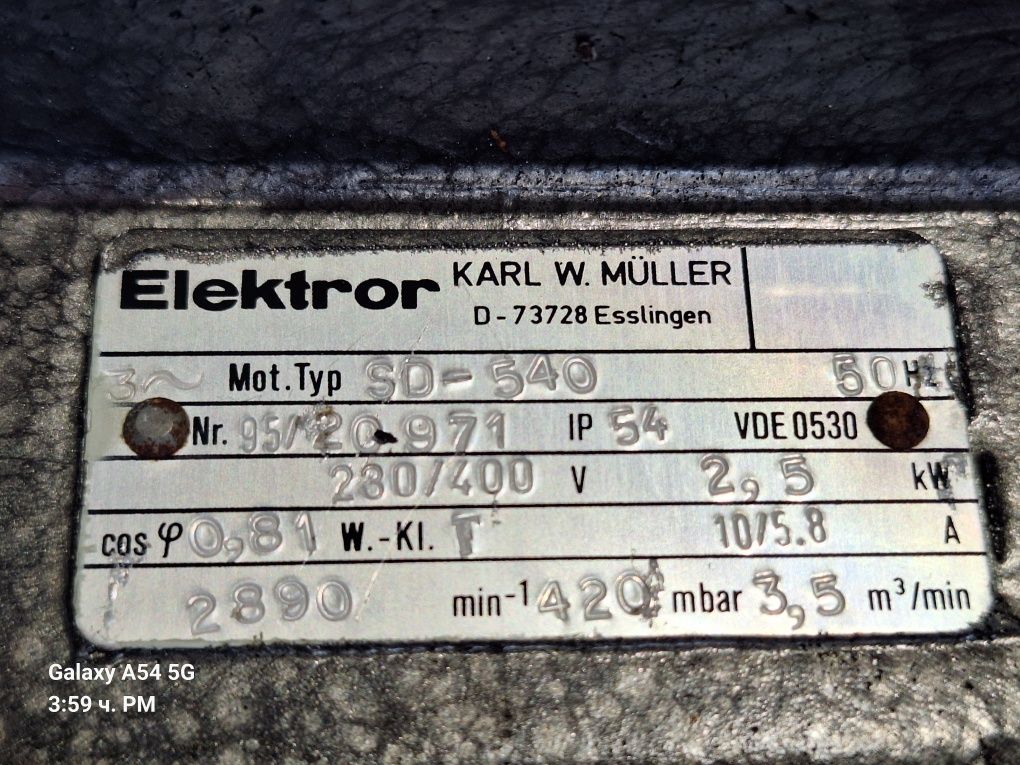 Elektror KARL W. MÜLLER
D-73728 Esslingen
3~ Mot.Typ SD-540 50 Hz
Nr. 95/20.971 IP 54 VDE 0530
230/400 V 2,5 kW
cos φ 0,81 W.-Kl. F 10/5.8 A
2890 min-1 420 mbar 3,5 m³/min
Galaxy A54 5G
3:59 ч. PM